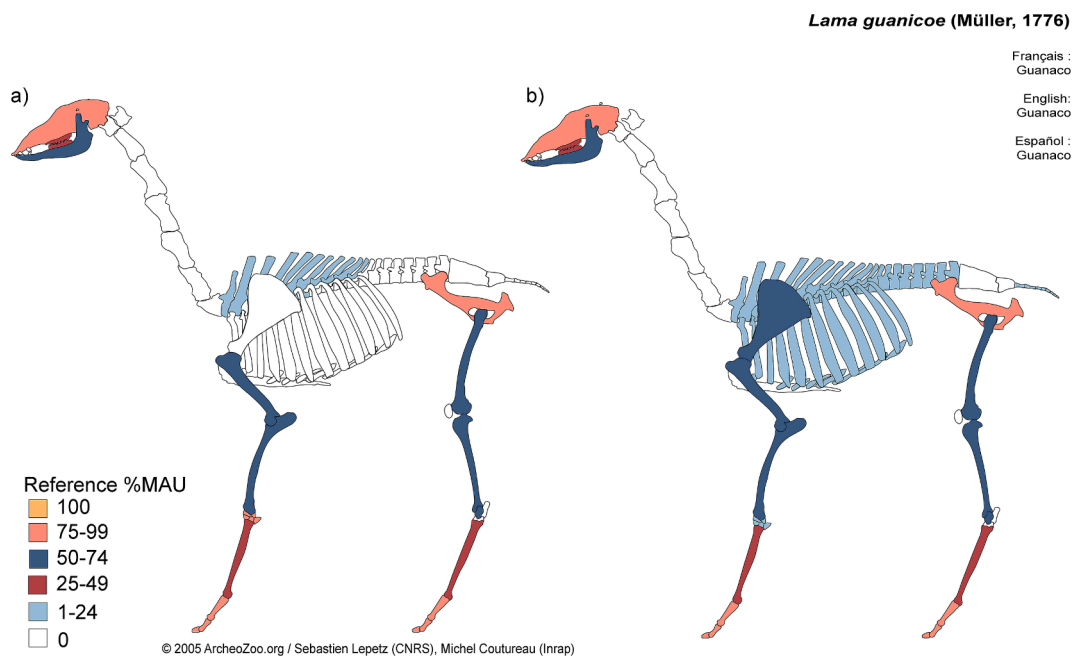 Lama guanicoe (Müller, 1776)
Français :
Guanaco
English:
Guanaco
Español :
Guanaco
a)
b)
Reference %MAU
100
75-99
50-74
25-49
1-24
0
© 2005 ArcheoZoo.org / Sebastien Lepetz (CNRS), Michel Coutureau (Inrap)